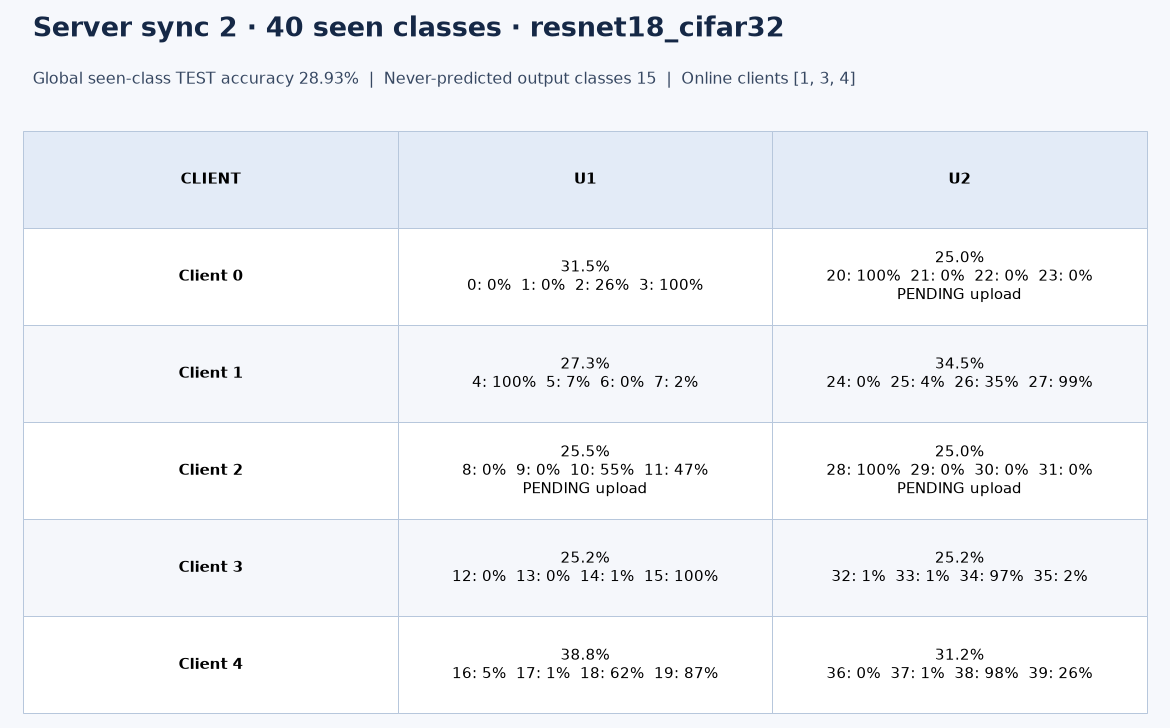 Server sync 2 · 40 seen classes · resnet18_cifar32
Global seen-class TEST accuracy 28.93% | Never-predicted output classes 15 | Online clients [1, 3, 4]
CLIENT U1 U2
Client 0
31.5%
0: 0% 1: 0% 2: 26% 3: 100%
25.0%
20: 100% 21: 0% 22: 0% 23: 0%
PENDING upload
Client 1
27.3%
4: 100% 5: 7% 6: 0% 7: 2%
34.5%
24: 0% 25: 4% 26: 35% 27: 99%
Client 2
25.5%
8: 0% 9: 0% 10: 55% 11: 47%
PENDING upload
25.0%
28: 100% 29: 0% 30: 0% 31: 0%
PENDING upload
Client 3
25.2%
12: 0% 13: 0% 14: 1% 15: 100%
25.2%
32: 1% 33: 1% 34: 97% 35: 2%
Client 4
38.8%
16: 5% 17: 1% 18: 62% 19: 87%
31.2%
36: 0% 37: 1% 38: 98% 39: 26%